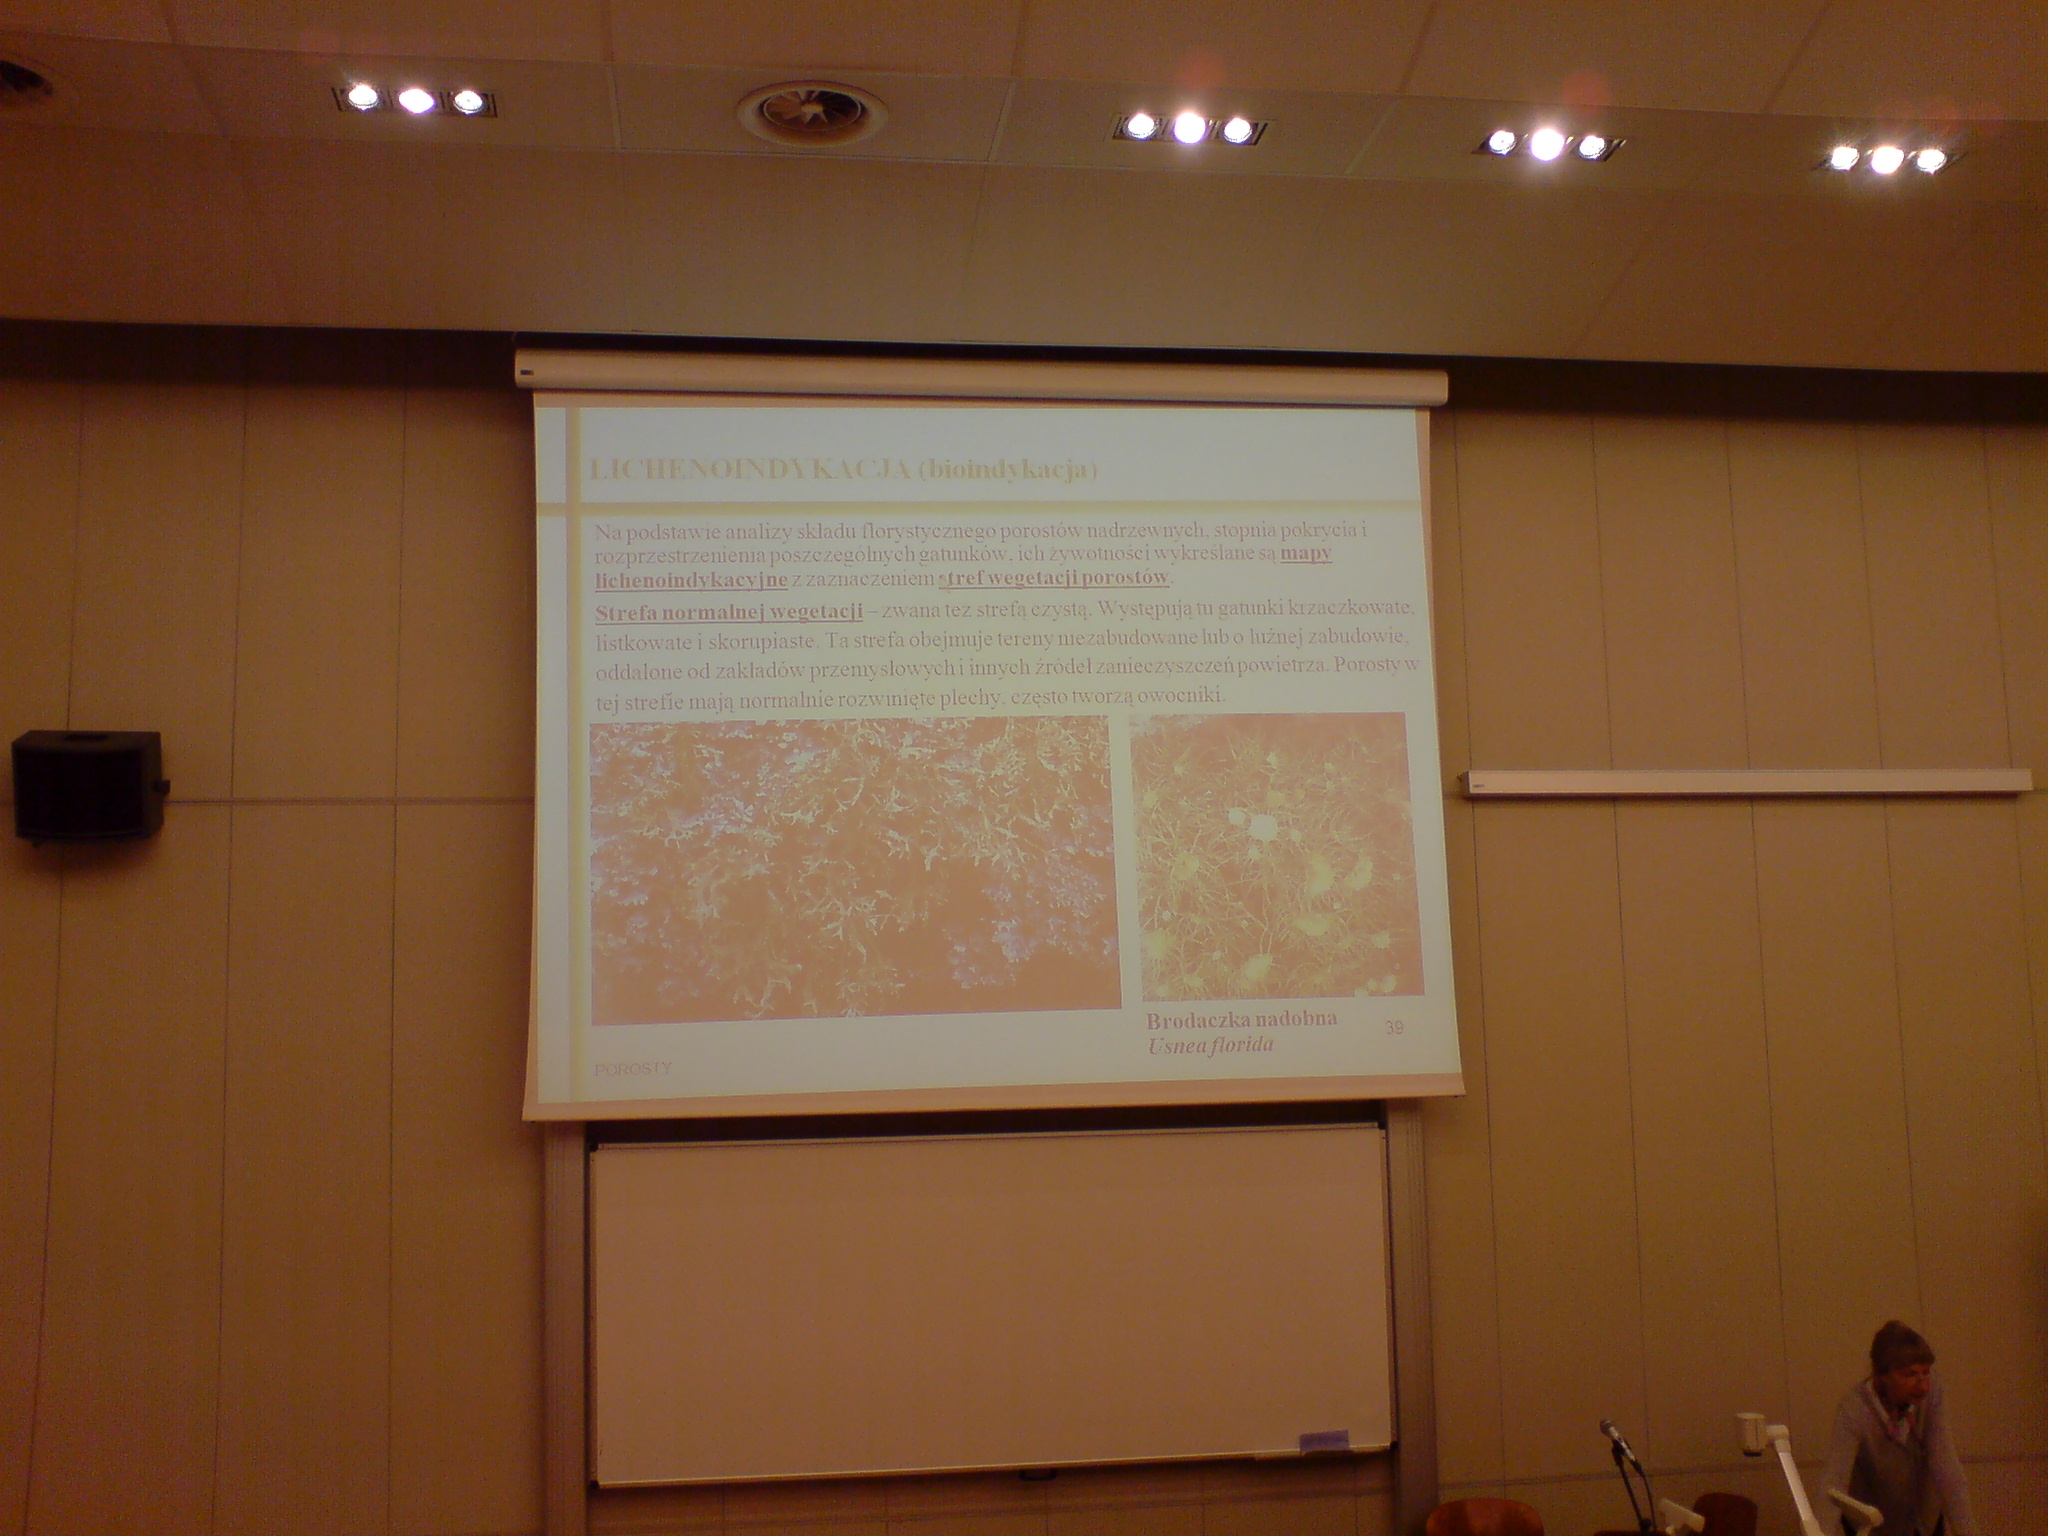 LICHENOINDYKACJA (bioindykacja)
Na podstawie analizy składu florystycznego porostów nadrzewnych, stopnia pokrycia i
rozprzestrzenienia poszczególnych gatunków, ich żywotności wykreślane są mapy
lichenoindykacyjne z zaznaczeniem stref wegetacji porostów.
Strefa normalnej wegetacji – zwana też strefą czystą. Występują tu gatunki krzaczkowate,
listkowate i skorupiaste. Ta strefa obejmuje tereny niezabudowane lub o luźnej zabudowie,
oddalone od zakładów przemysłowych i innych źródeł zanieczyszczeń powietrza. Porosty w
tej strefie mają normalnie rozwinięte plechy, często tworzą owocniki.
Brodaczka nadobna
Usnea florida
39
POROSTY